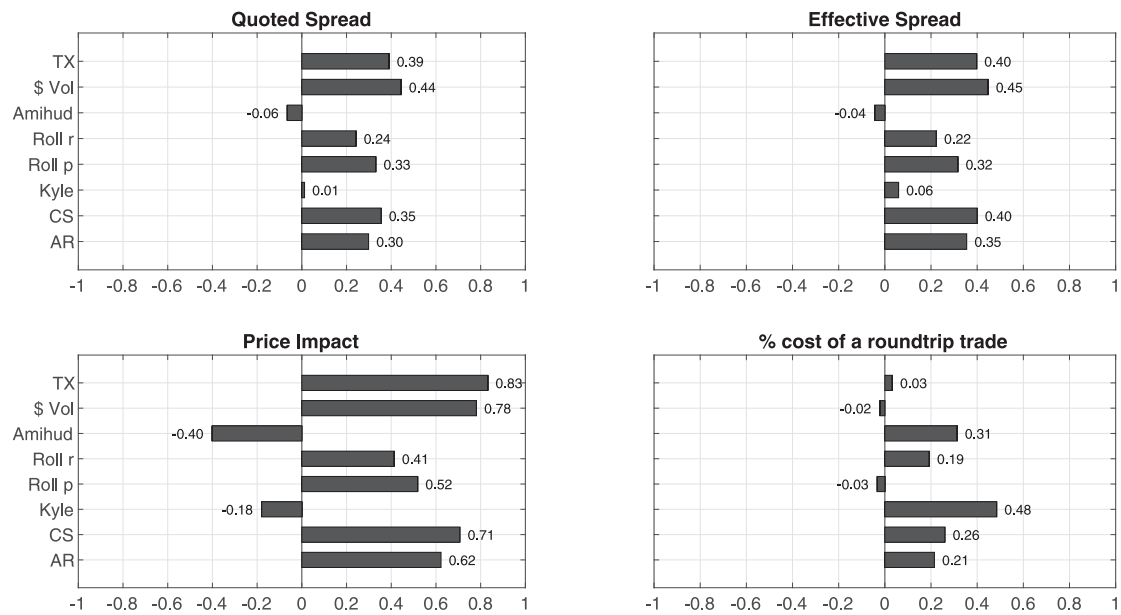 Quoted Spread
TX 0.39
$ Vol 0.44
Amihud -0.06
Roll r 0.24
Roll p 0.33
Kyle 0.01
CS 0.35
AR 0.30
-1 -0.8 -0.6 -0.4 -0.2 0 0.2 0.4 0.6 0.8 1
Effective Spread
0.40
0.45
-0.04
0.22
0.32
0.06
0.40
0.35
-1 -0.8 -0.6 -0.4 -0.2 0 0.2 0.4 0.6 0.8 1
Price Impact
TX 0.83
$ Vol 0.78
Amihud -0.40
Roll r 0.41
Roll p 0.52
Kyle -0.18
CS 0.71
AR 0.62
-1 -0.8 -0.6 -0.4 -0.2 0 0.2 0.4 0.6 0.8 1
% cost of a roundtrip trade
0.03
-0.02
0.31
0.19
-0.03
0.48
0.26
0.21
-1 -0.8 -0.6 -0.4 -0.2 0 0.2 0.4 0.6 0.8 1